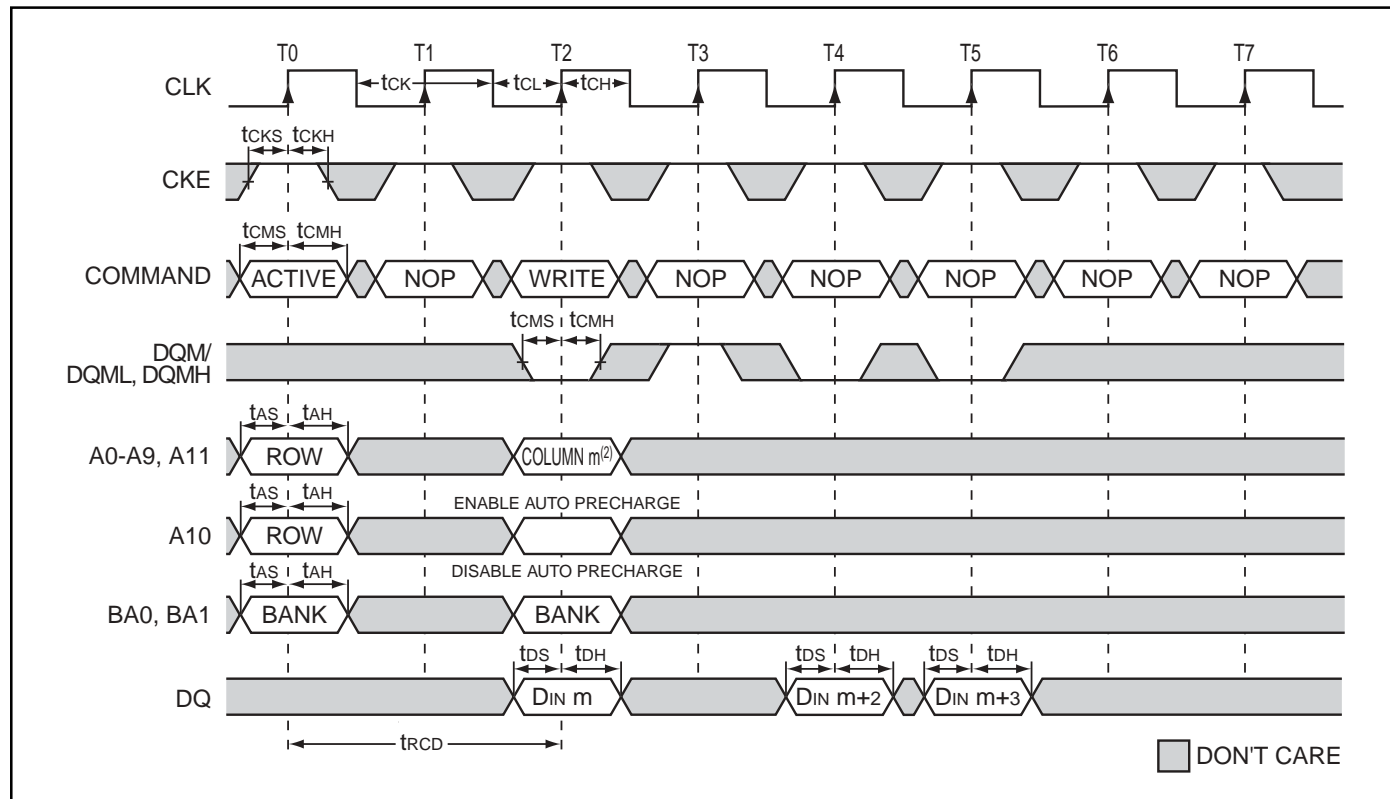 T0 T1 T2 T3 T4 T5 T6 T7
CLK
tCK tCL tCH
tCKS tCKH
CKE
tCMS tCMH
COMMAND ACTIVE NOP WRITE NOP NOP NOP NOP NOP
tCMS tCMH
DQM/
DQML, DQMH
tAS tAH
A0-A9, A11 ROW COLUMN m(2)
tAS tAH ENABLE AUTO PRECHARGE
A10 ROW
tAS tAH DISABLE AUTO PRECHARGE
BA0, BA1 BANK BANK
tDS tDH tDS tDH tDS tDH
DQ DIN m DIN m+2 DIN m+3
tRCD
DON'T CARE